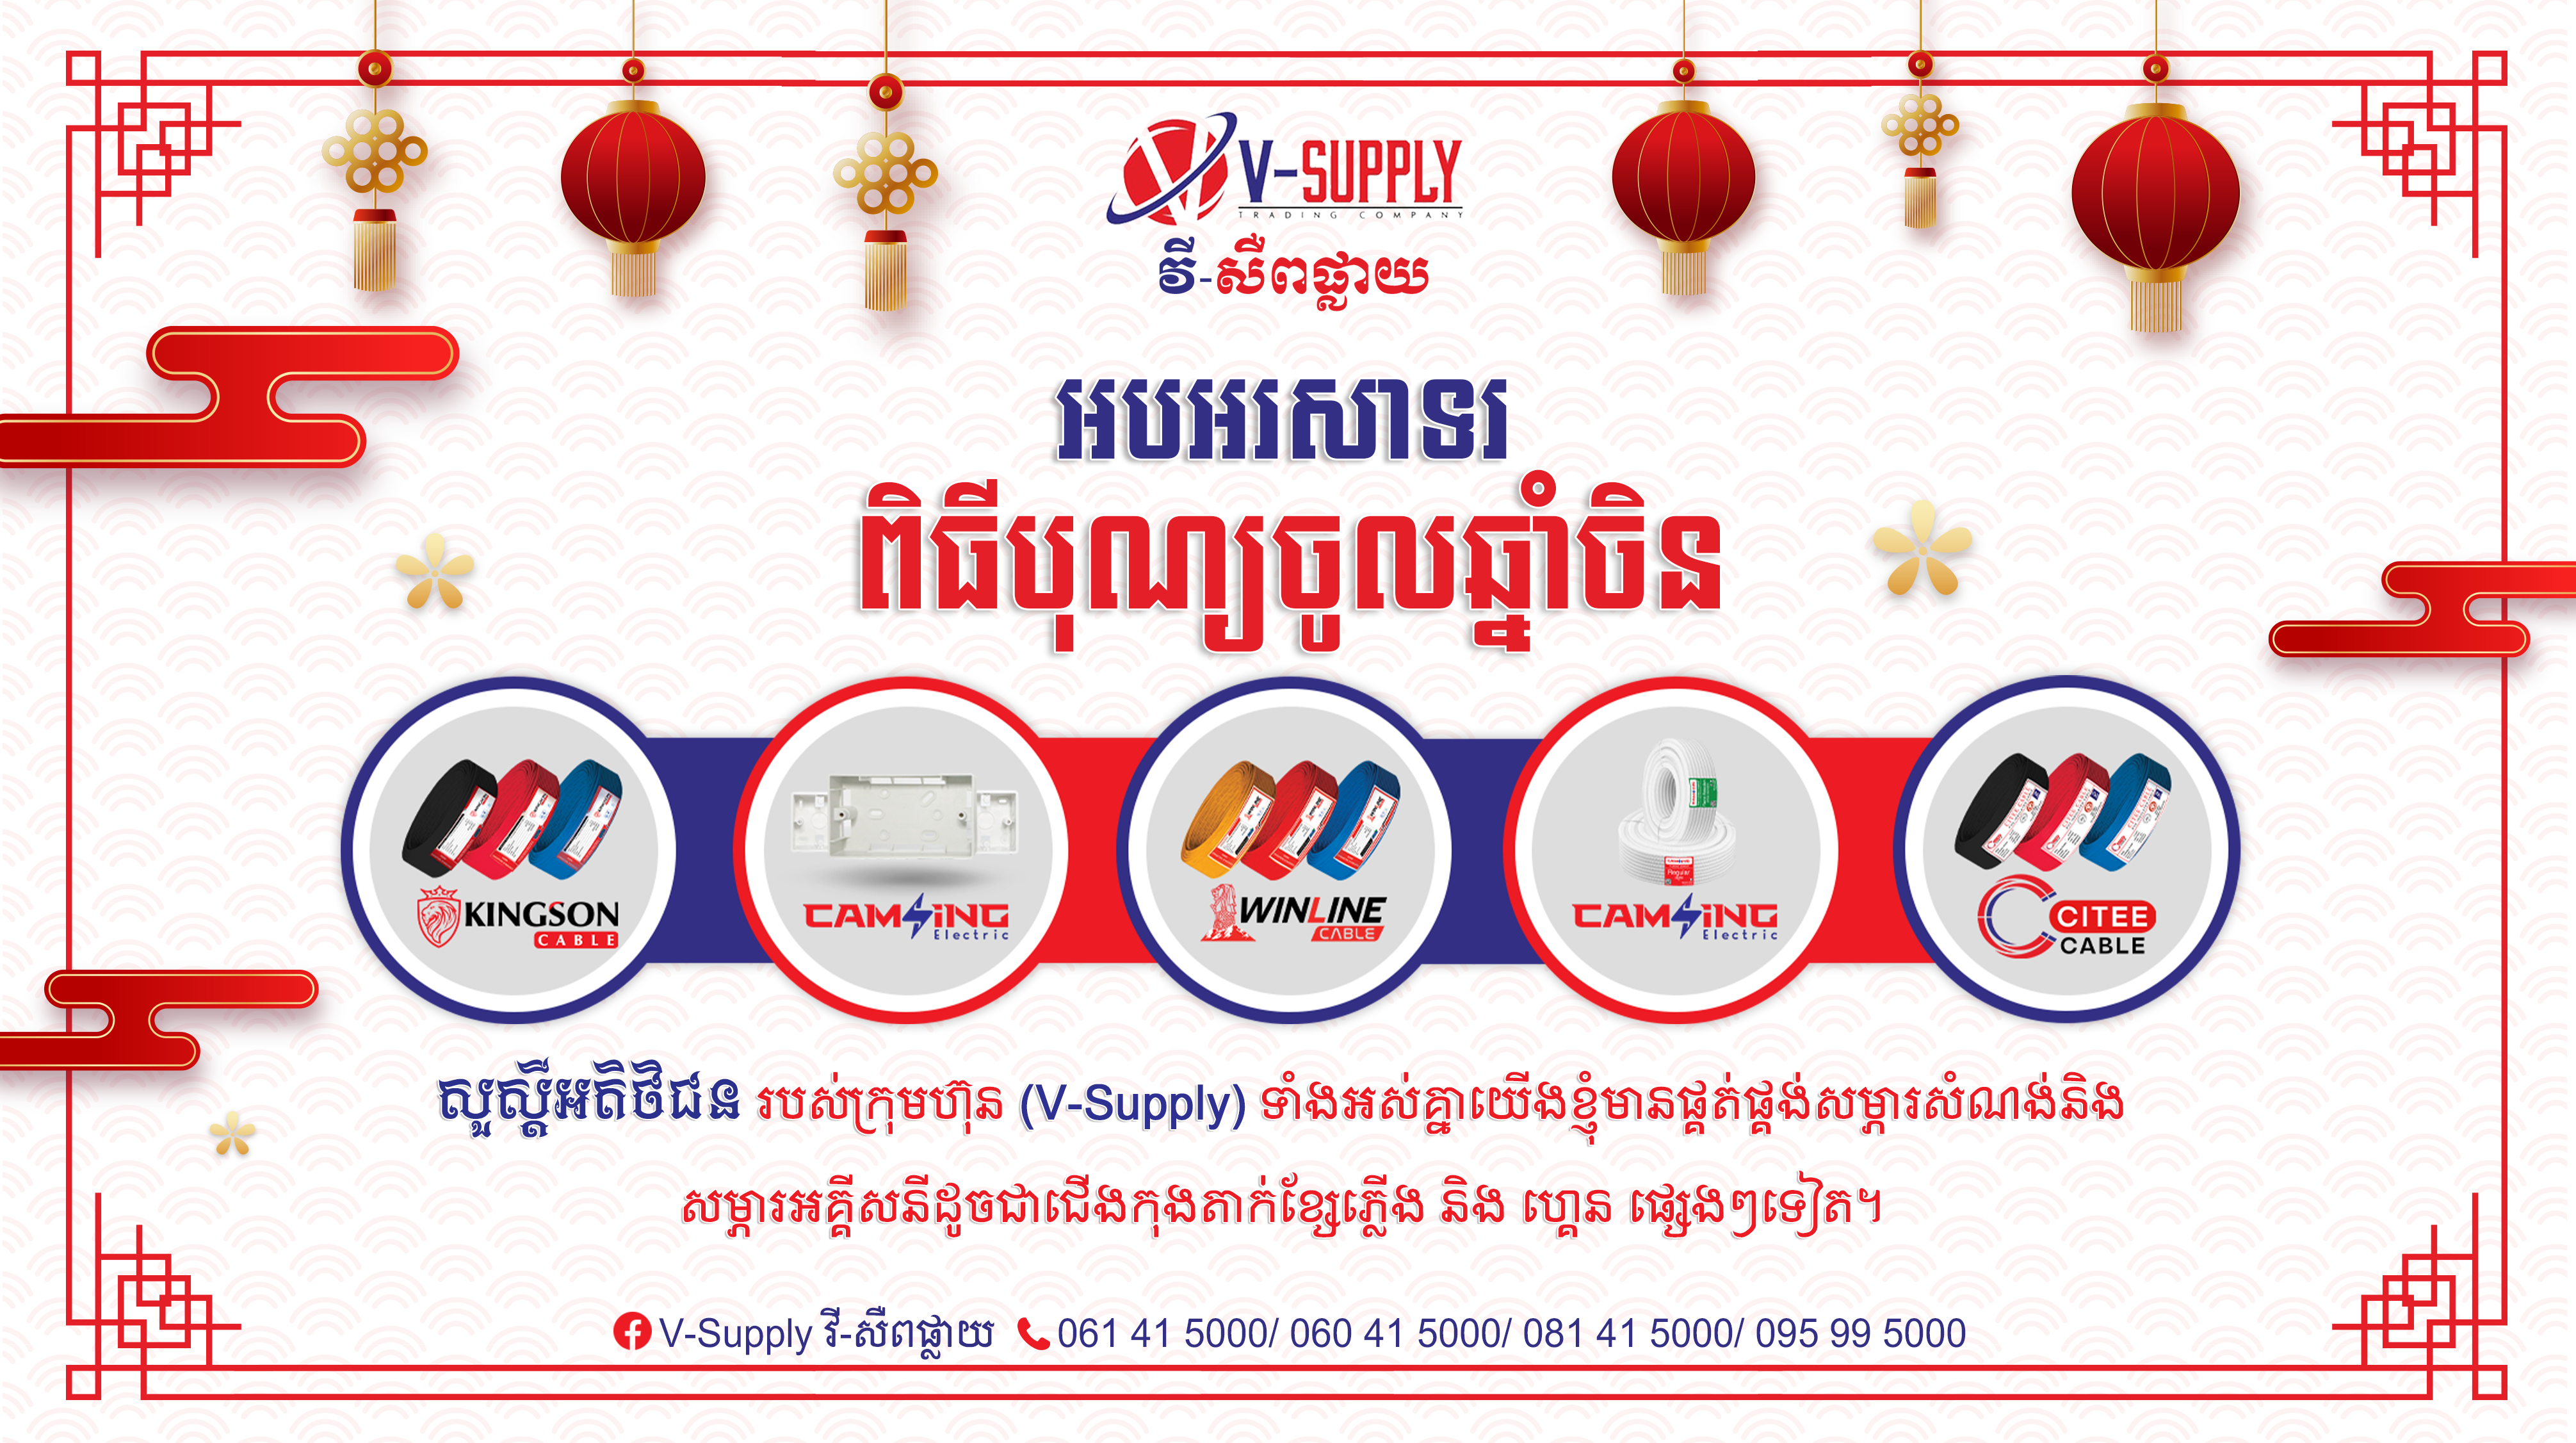 V-SUPPLY
TRADING COMPANY
វី-សឺពផ្លាយ
អបអរសាទរ
ពិធីបុណ្យចូលឆ្នាំចិន
KINGSON
CABLE
CAMSING
Electric
WINLINE
CABLE
Regular
CAMSING
Electric
CITEE
CABLE
សួស្តីអតិថិជន របស់ក្រុមហ៊ុន (V-Supply) ទាំងអស់គ្នាយើងខ្ញុំមានផ្គត់ផ្គង់សម្ភារសំណង់និង
សម្ភារអគ្គីសនីដូចជាជើងកុងតាក់ខ្សែភ្លើង និង ហ្គេន ផ្សេងៗទៀត។
V-Supply វី-សឺពផ្លាយ 061 41 5000/ 060 41 5000/ 081 41 5000/ 095 99 5000